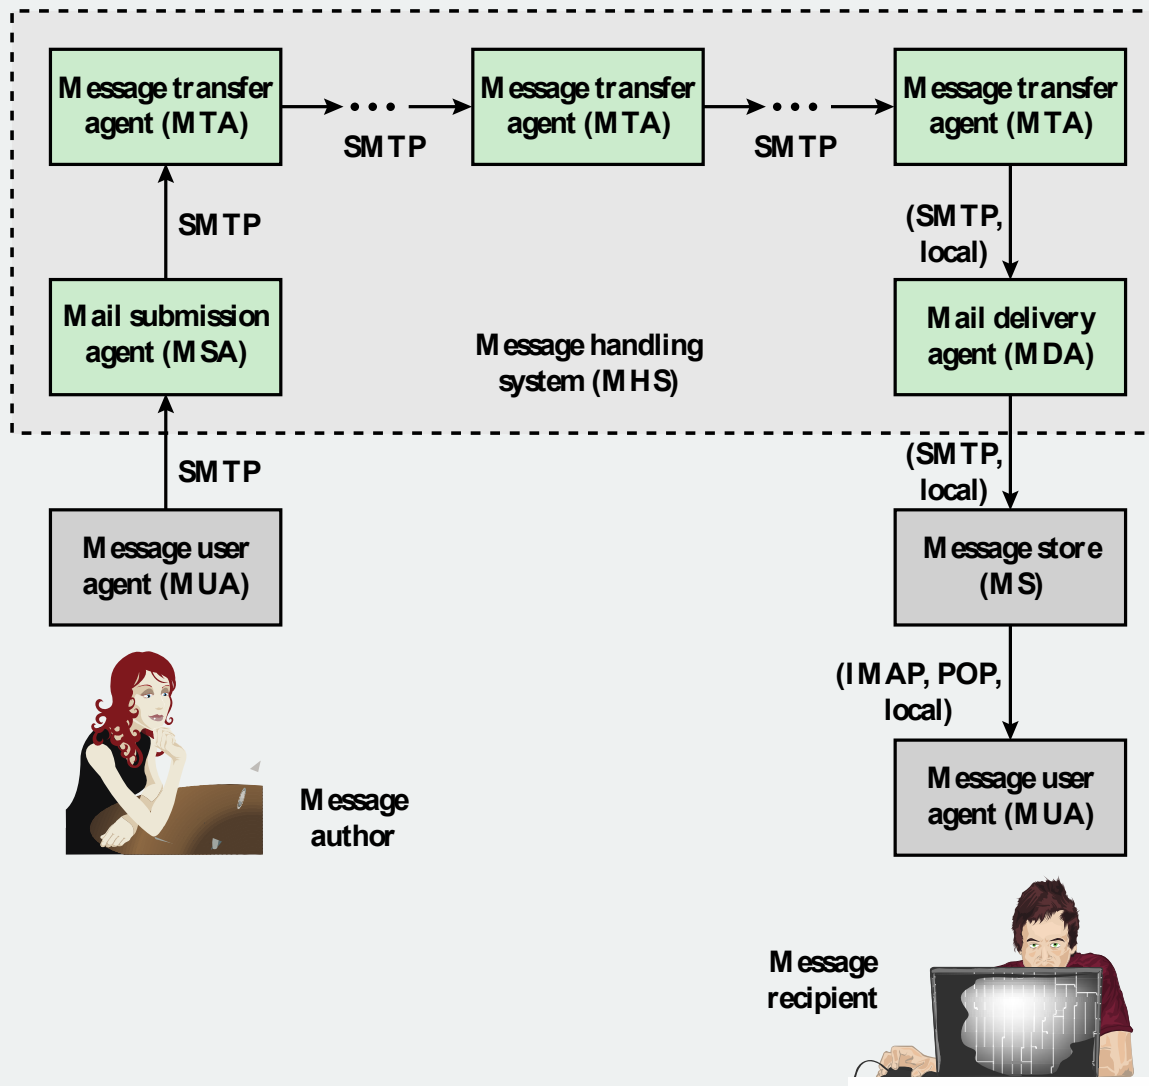 Message transfer
agent (MTA)
SMTP
Message transfer
agent (MTA)
SMTP
Message transfer
agent (MTA)
SMTP
(SMTP,
local)
Mail submission
agent (MSA)
Message handling
system (MHS)
Mail delivery
agent (MDA)
SMTP
(SMTP,
local)
Message user
agent (MUA)
Message store
(MS)
(IMAP, POP,
local)
Message
author
Message user
agent (MUA)
Message
recipient